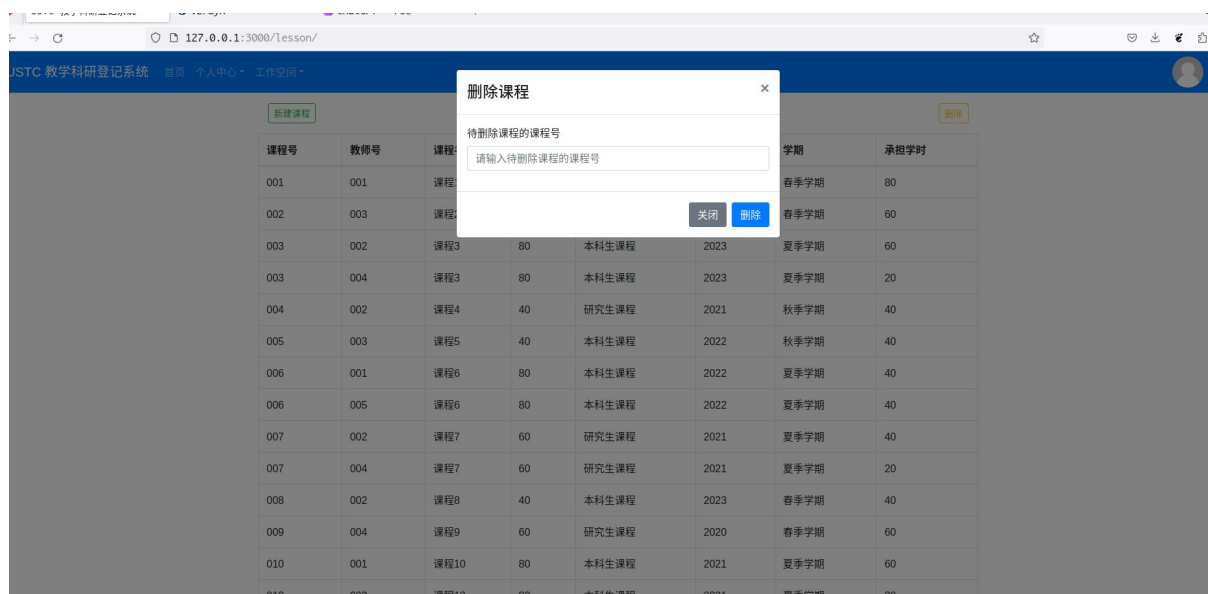 127.0.0.1:3000/lesson/
USTC 教学科研登记系统 首页 个人中心 工作空间
删除课程 ×
新建课程 删除
待删除课程的课程号
请输入待删除课程的课程号
关闭 删除
课程号 教师号 课程 学期 承担学时
001 001 课程 春季学期 80
002 003 课程2 春季学期 60
003 002 课程3 80 本科生课程 2023 夏季学期 60
003 004 课程3 80 本科生课程 2023 夏季学期 20
004 002 课程4 40 研究生课程 2021 秋季学期 40
005 003 课程5 40 本科生课程 2022 秋季学期 40
006 001 课程6 80 本科生课程 2022 夏季学期 40
006 005 课程6 80 本科生课程 2022 夏季学期 40
007 002 课程7 60 研究生课程 2021 夏季学期 40
007 004 课程7 60 研究生课程 2021 夏季学期 20
008 002 课程8 40 本科生课程 2023 春季学期 40
009 004 课程9 60 研究生课程 2020 春季学期 60
010 001 课程10 80 本科生课程 2021 夏季学期 60